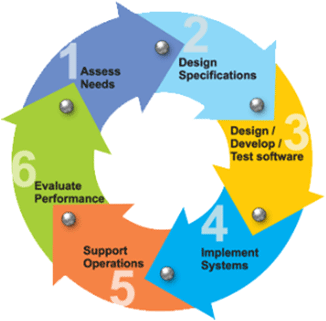 1
Assess
Needs
2
Design
Specifications
3
Design /
Develop /
Test software
4
Implement
Systems
5
Support
Operations
6
Evaluate
Performance